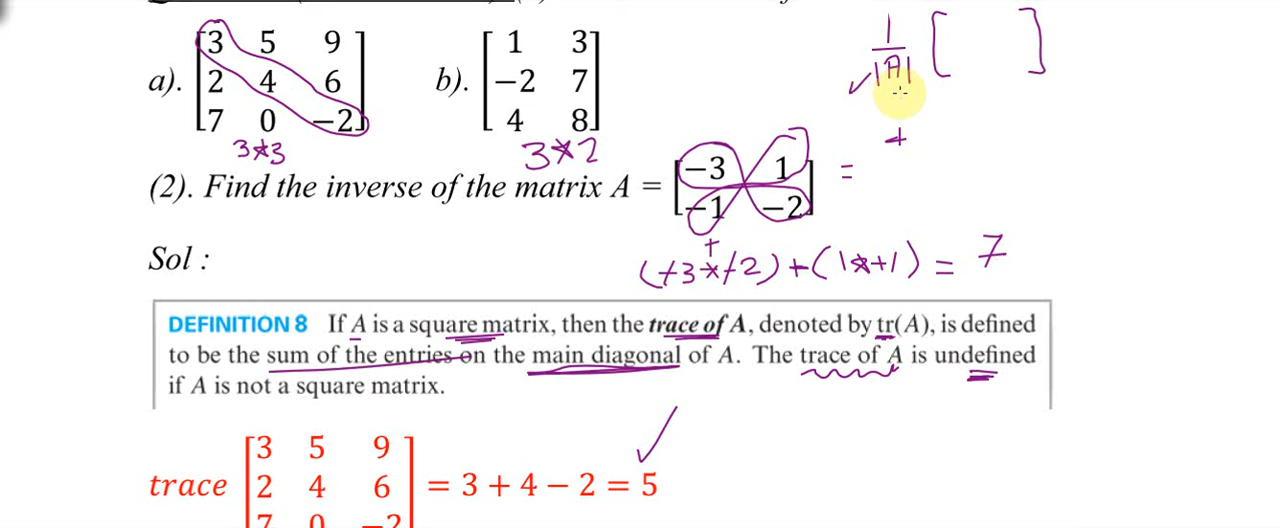 a). [3 5 9] b). [1 3] 1
[2 4 6] [−2 7] |A| [ ]
[7 0 −2] [4 8]
3*3 3*2
(2). Find the inverse of the matrix A = [−3 1] =
[−1 −2]
Sol :
(+3*+2)+(1*+1) = 7
DEFINITION 8 If A is a square matrix, then the trace of A, denoted by tr(A), is defined
to be the sum of the entries on the main diagonal of A. The trace of A is undefined
if A is not a square matrix.
trace [3 5 9] = 3 + 4 − 2 = 5
[2 4 6]
[7 0 −2]